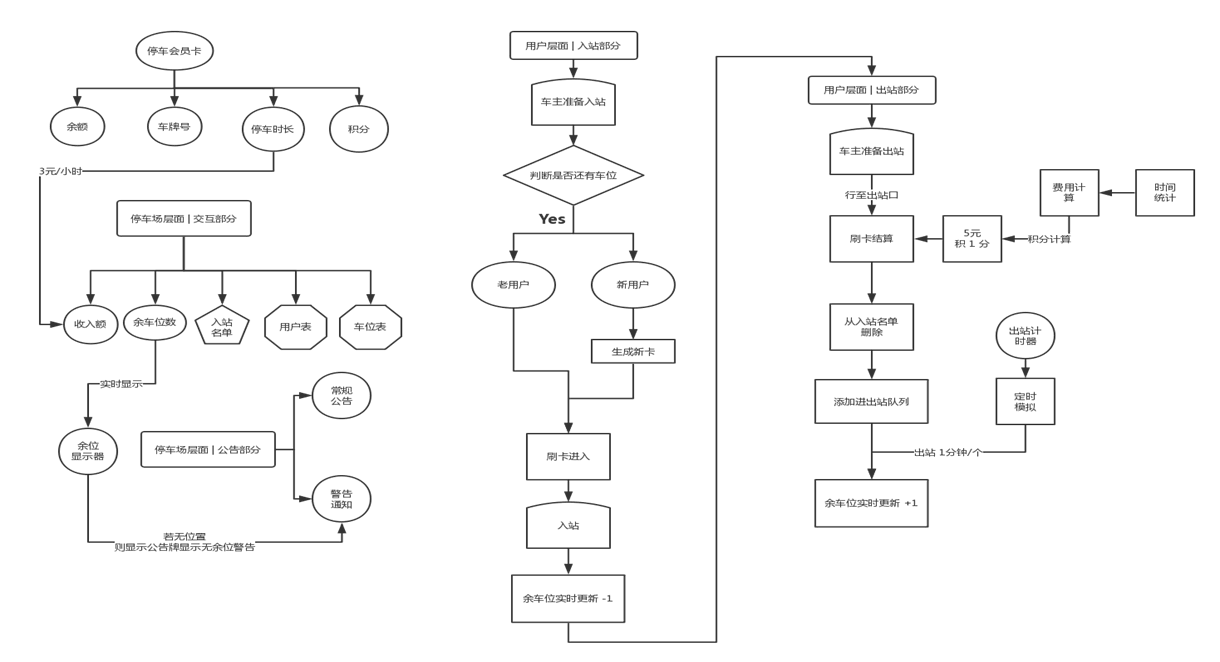 停车会员卡
余额
车牌号
停车时长
积分
3元/小时
停车场层面 | 交互部分
收入额
余车位数
入站
名单
用户表
车位表
实时显示
余位
显示器
停车场层面 | 公告部分
常规
公告
警告
通知
若无位置
则显示公告牌显示无余位警告
用户层面 | 入站部分
车主准备入站
判断是否还有车位
Yes
老用户
新用户
生成新卡
刷卡进入
入站
余车位实时更新 -1
用户层面 | 出站部分
车主准备出站
行至出站口
刷卡结算
5元
积 1 分
积分计算
费用计
算
时间
统计
从入站名单
删除
添加进出站队列
出站计
时器
定时
模拟
出站 1分钟/个
余车位实时更新 +1